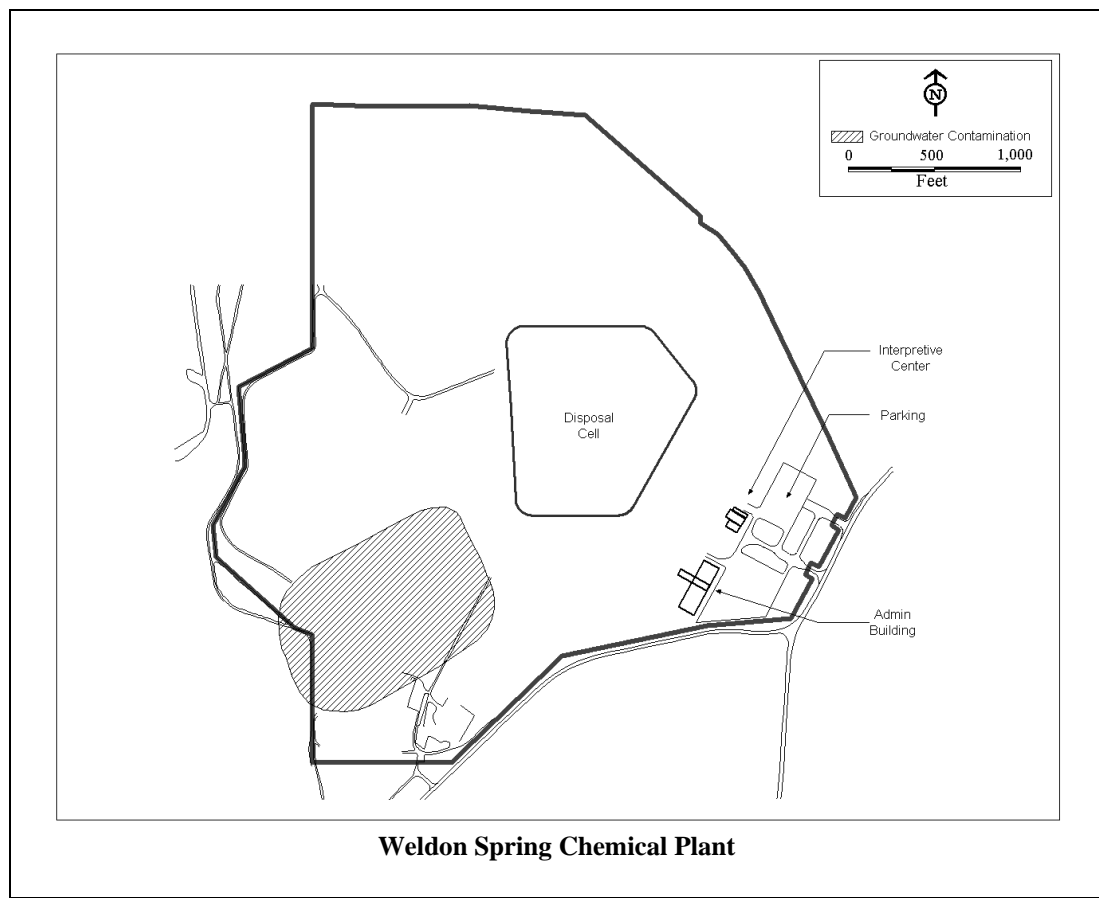 N
Groundwater Contamination
0 500 1,000
Feet
Interpretive
Center
Parking
Disposal
Cell
Admin
Building
Weldon Spring Chemical Plant